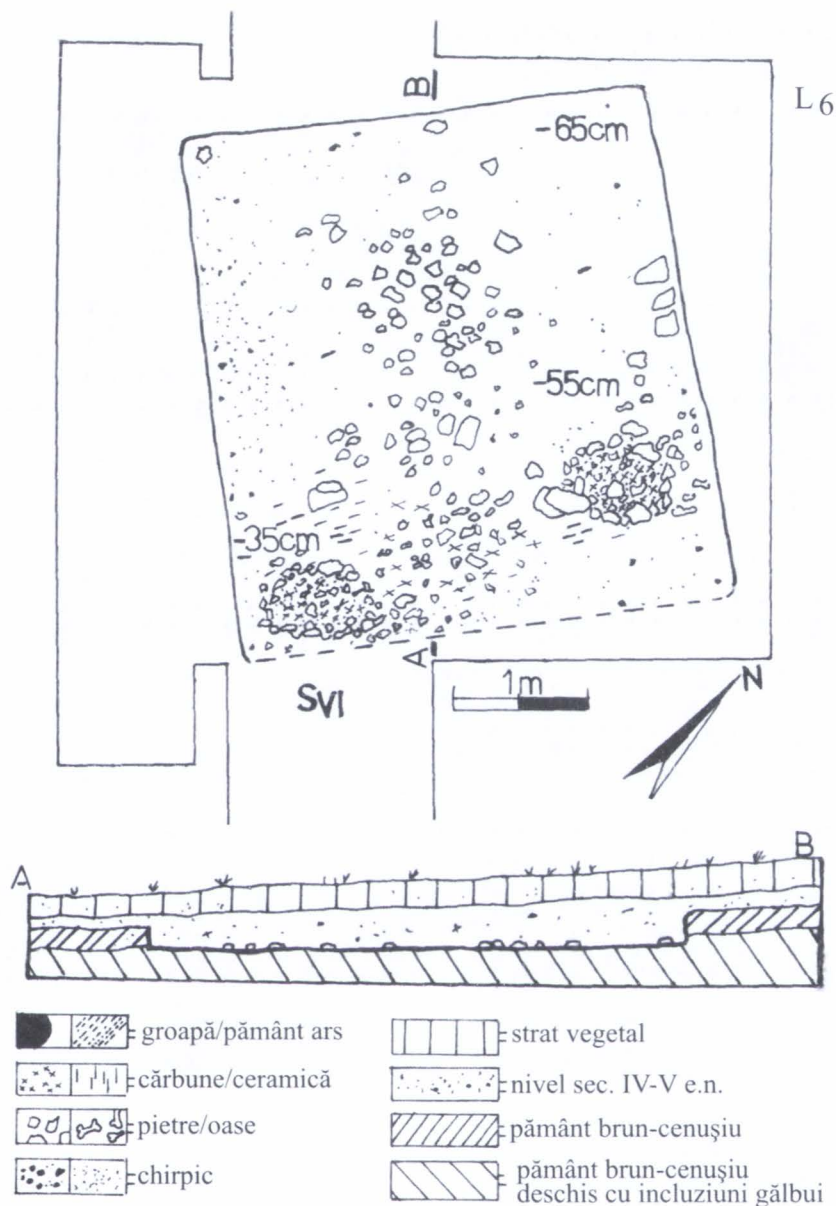 L6
B
-65cm
-55cm
-35cm
A
SVI
1m
N
A
B
groapă/pământ ars
cărbune/ceramică
pietre/oase
chirpic
strat vegetal
nivel sec. IV-V e.n.
pământ brun-cenușiu
pământ brun-cenușiu
deschis cu incluziuni gălbui